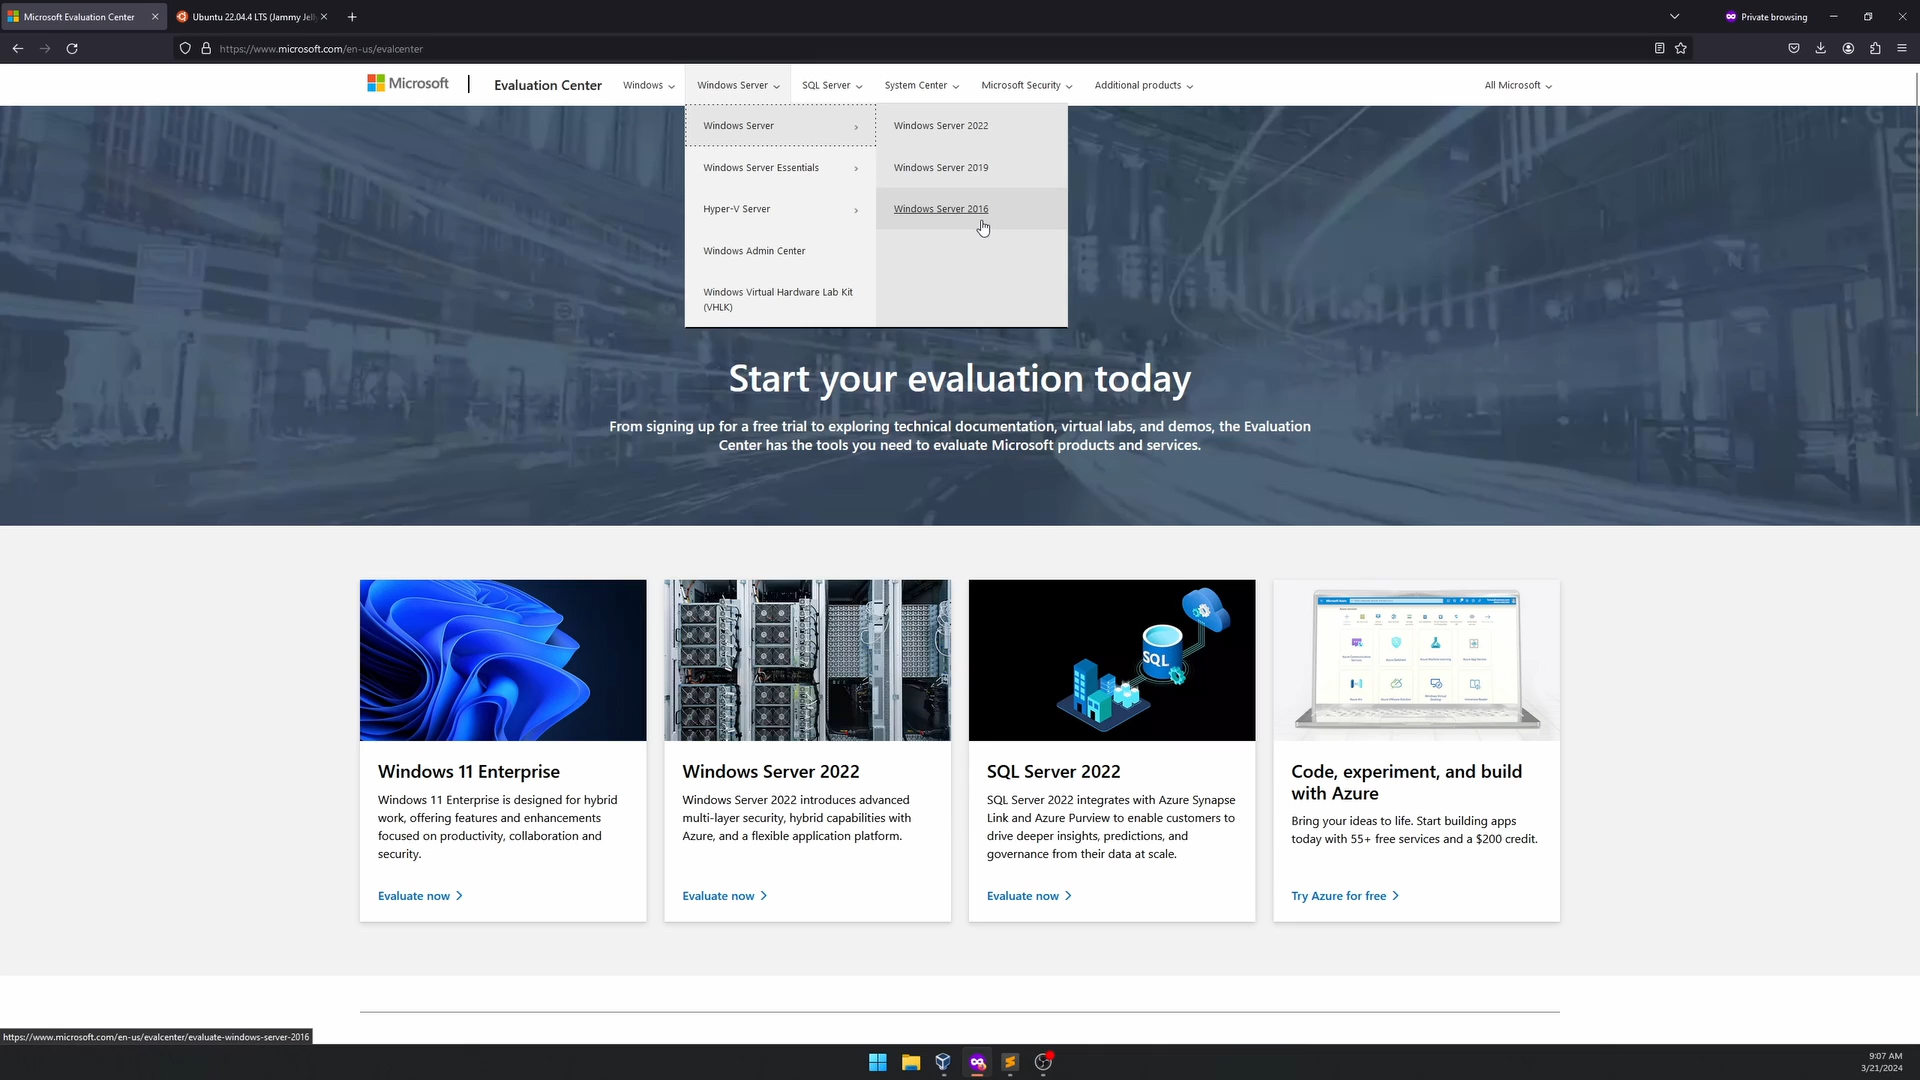 Microsoft Evaluation Center
Ubuntu 22.04.4 LTS (Jammy Jell
Private browsing
https://www.microsoft.com/en-us/evalcenter
Microsoft
Evaluation Center
Windows
Windows Server
SQL Server
System Center
Microsoft Security
Additional products
All Microsoft
Windows Server
Windows Server Essentials
Hyper-V Server
Windows Admin Center
Windows Virtual Hardware Lab Kit
(VHLK)
Windows Server 2022
Windows Server 2019
Windows Server 2016
Start your evaluation today
From signing up for a free trial to exploring technical documentation, virtual labs, and demos, the Evaluation
Center has the tools you need to evaluate Microsoft products and services.
SQL
Windows 11 Enterprise
Windows 11 Enterprise is designed for hybrid
work, offering features and enhancements
focused on productivity, collaboration and
security.
Evaluate now
Windows Server 2022
Windows Server 2022 introduces advanced
multi-layer security, hybrid capabilities with
Azure, and a flexible application platform.
Evaluate now
SQL Server 2022
SQL Server 2022 integrates with Azure Synapse
Link and Azure Purview to enable customers to
drive deeper insights, predictions, and
governance from their data at scale.
Evaluate now
Code, experiment, and build
with Azure
Bring your ideas to life. Start building apps
today with 55+ free services and a $200 credit.
Try Azure for free
https://www.microsoft.com/en-us/evalcenter/evaluate-windows-server-2016
9:07 AM
3/21/2024